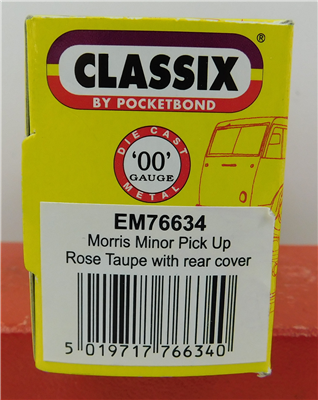 CLASSIX®
BY POCKETBOND
DIE CAST
'00'
GAUGE
METAL
EM76634
Morris Minor Pick Up
Rose Taupe with rear cover
5 019717 766340